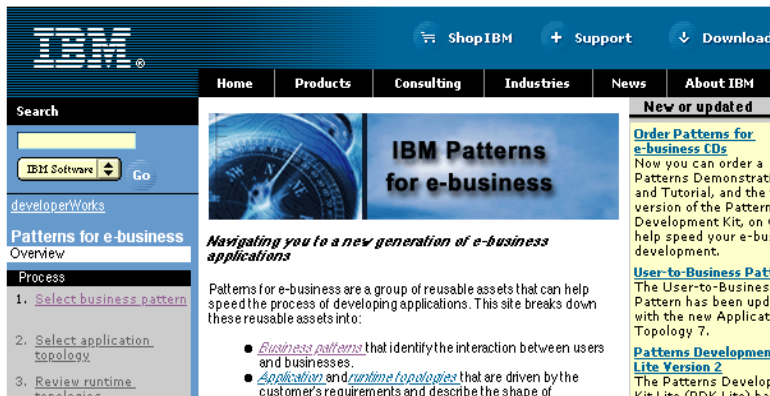 IBM®
ShopIBM
+ Support
Download
Home
Products
Consulting
Industries
News
About IBM
Search
IBM Software
Go
developerWorks
Patterns for e-business
Overview
Process
1. Select business pattern
2. Select application
topology
3. Review runtime
topologies
IBM Patterns
for e-business
Navigating you to a new generation of e-business
applications
Patterns for e-business are a group of reusable assets that can help
speed the process of developing applications. This site breaks down
these reusable assets into:
● Business patterns that identify the interaction between users
and businesses.
● Application and runtime topologies that are driven by the
customer's requirements and describe the shape of
New or updated
Order Patterns for
e-business CDs
Now you can order a
Patterns Demonstrati
and Tutorial, and the
version of the Pattern
Development Kit, on
help speed your e-bus
development.
User-to-Business Patt
The User-to-Busines
Pattern has been upd
with the new Applicat
Topology 7.
Patterns Developmen
Lite Version 2
The Patterns Develop
Kit Lite (PDK Lite) ha